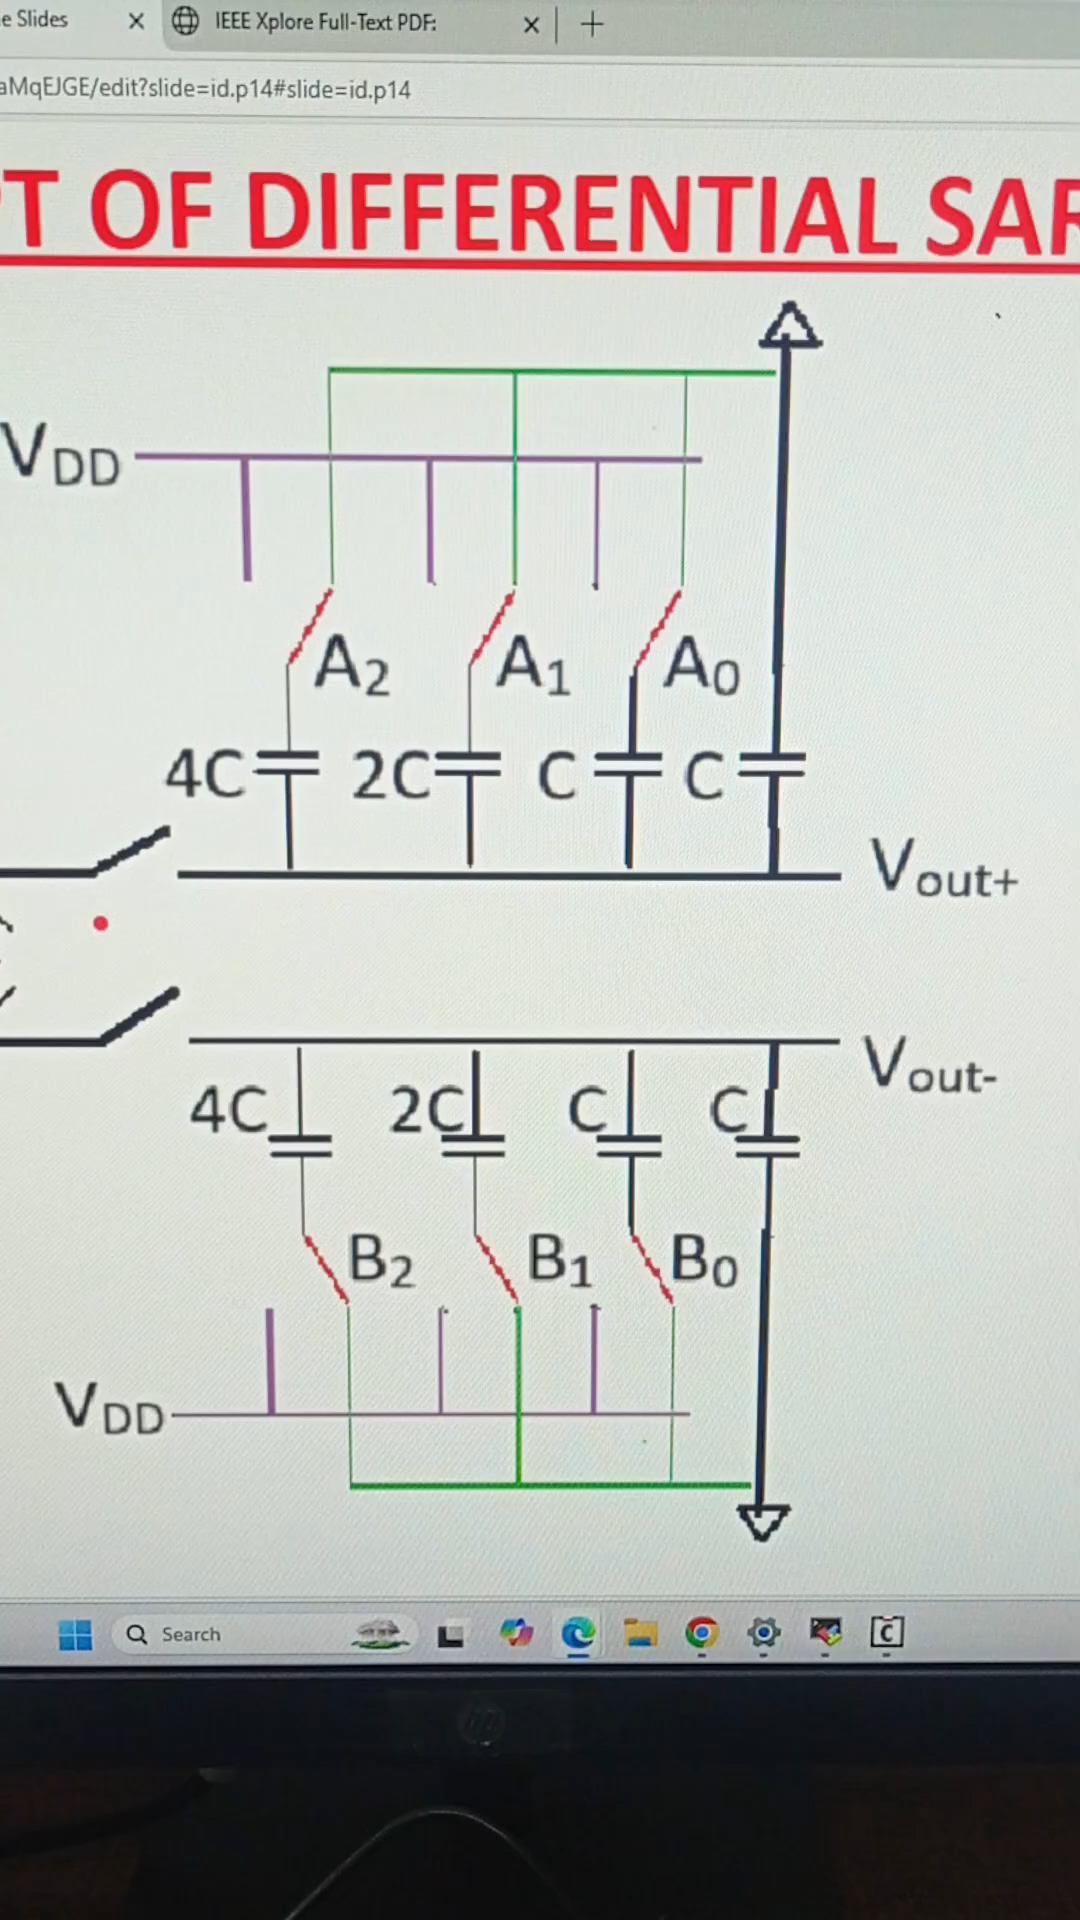 e Slides
IEEE Xplore Full-Text PDF:
aMqEJGE/edit?slide=id.p14#slide=id.p14
T OF DIFFERENTIAL SAR
VDD
A2 A1 A0
4C 2C C C
Vout+
Vout-
4C 2C C C
B2 B1 B0
VDD
Search
hp